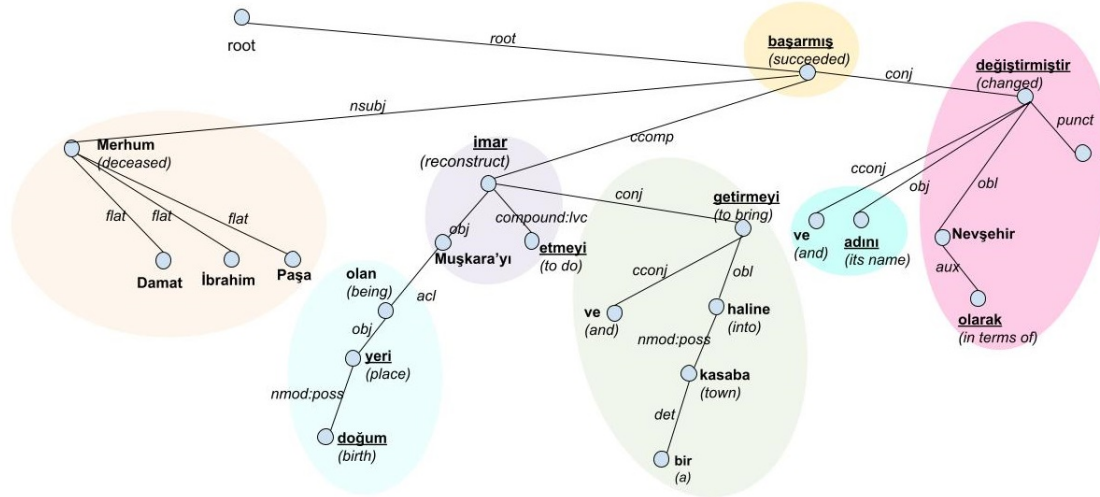 root
root
başarmış
(succeeded)
conj
değiştirmiştir
(changed)
nsubj
ccomp
punct
Merhum
(deceased)
flat
flat
flat
Damat
İbrahim
Paşa
imar
(reconstruct)
conj
obj
compound:lvc
Muşkara’yı
etmeyi
(to do)
acl
olan
(being)
obj
yeri
(place)
nmod:poss
doğum
(birth)
getirmeyi
(to bring)
cconj
obl
ve
(and)
haline
(into)
nmod:poss
kasaba
(town)
det
bir
(a)
cconj
obj
obl
ve
(and)
adını
(its name)
Nevşehir
aux
olarak
(in terms of)